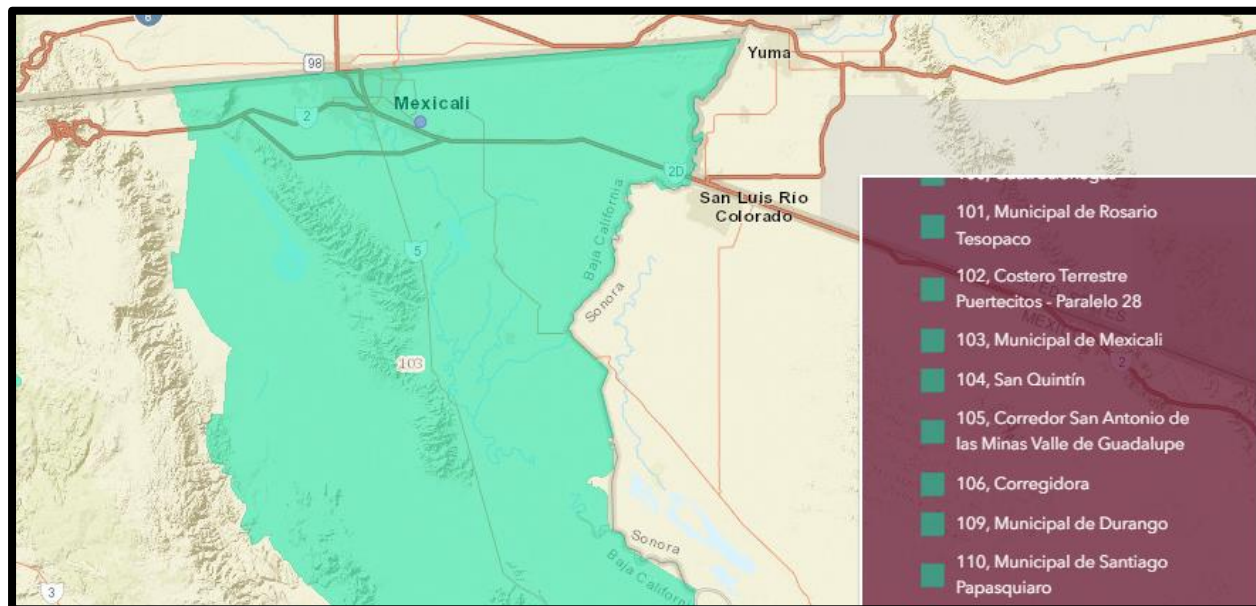 8
98
Yuma
Mexicali
2
2D
San Luis Río
Colorado
Baja California
Sonora
5
103
Sonora
Baja California
3
2
101, Municipal de Rosario
Tesopaco
102, Costero Terrestre
Puertecitos - Paralelo 28
103, Municipal de Mexicali
104, San Quintín
105, Corredor San Antonio de
las Minas Valle de Guadalupe
106, Corregidora
109, Municipal de Durango
110, Municipal de Santiago
Papasquiaro